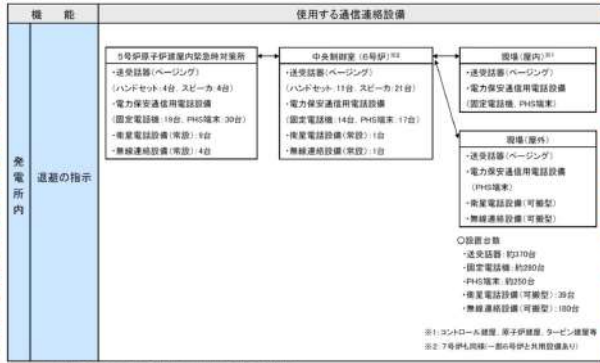 機　能
使用する通信連絡設備
発電所内
退避の指示
5号炉原子炉建屋内緊急時対策所
・送受話器(ページング)
(ハンドセット:4台、スピーカ:4台)
・電力保安通信用電話設備
(固定電話機:19台、PHS端末:30台)
・衛星電話設備(常設):9台
・無線連絡設備(常設):4台
中央制御室(6号炉)※2
・送受話器(ページング)
(ハンドセット:11台、スピーカ:21台)
・電力保安通信用電話設備
(固定電話機:14台、PHS端末:17台)
・衛星電話設備(常設):1台
・無線連絡設備(常設):1台
現場(屋内)※1
・送受話器(ページング)
・電力保安通信用電話設備
(固定電話機、PHS端末)
現場(屋外)
・送受話器(ページング)
・電力保安通信用電話設備
(PHS端末)
・衛星電話設備(可搬型)
・無線連絡設備(可搬型)
○設置台数
・送受話器:約370台
・固定電話機:約280台
・PHS端末:約250台
・衛星電話設備(可搬型):39台
・無線連絡設備(可搬型):180台
※1:コントロール建屋、原子炉建屋、タービン建屋等
※2:7号炉も同様(一部6号炉と共用設備あり)